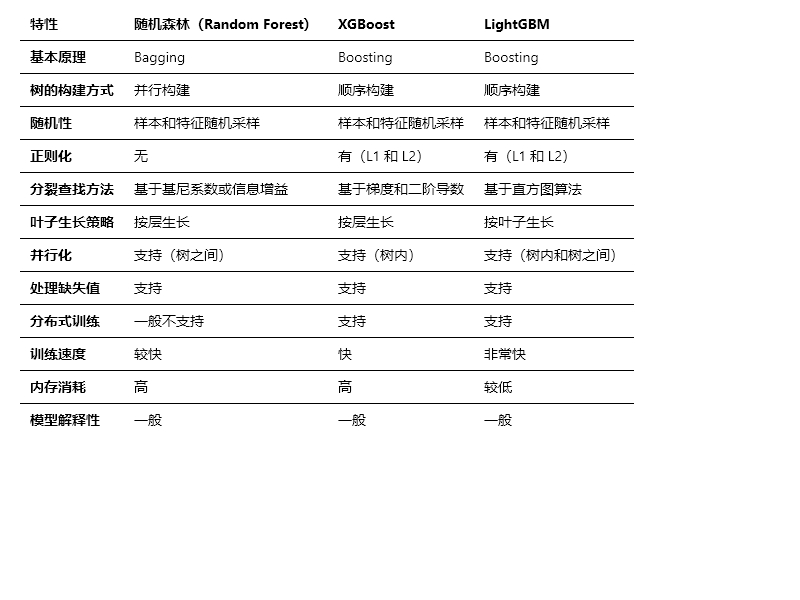 特性 随机森林（Random Forest） XGBoost LightGBM
基本原理 Bagging Boosting Boosting
树的构建方式 并行构建 顺序构建 顺序构建
随机性 样本和特征随机采样 样本和特征随机采样 样本和特征随机采样
正则化 无 有（L1 和 L2） 有（L1 和 L2）
分裂查找方法 基于基尼系数或信息增益 基于梯度和二阶导数 基于直方图算法
叶子生长策略 按层生长 按层生长 按叶子生长
并行化 支持（树之间） 支持（树内） 支持（树内和树之间）
处理缺失值 支持 支持 支持
分布式训练 一般不支持 支持 支持
训练速度 较快 快 非常快
内存消耗 高 高 较低
模型解释性 一般 一般 一般